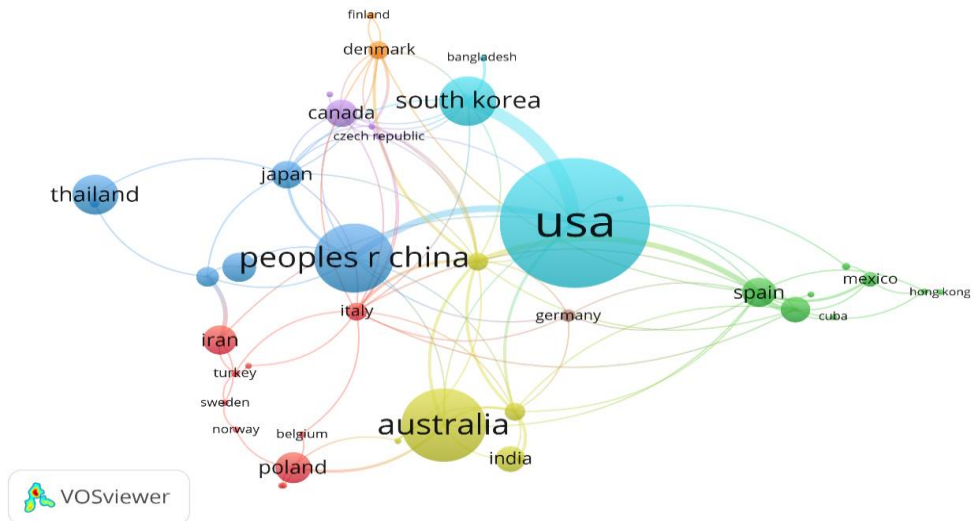 finland
denmark
bangladesh
south korea
canada
czech republic
japan
thailand
usa
peoples r china
mexico
spain
hong kong
italy
germany
cuba
iran
turkey
sweden
australia
norway
belgium
india
poland
VOSviewer